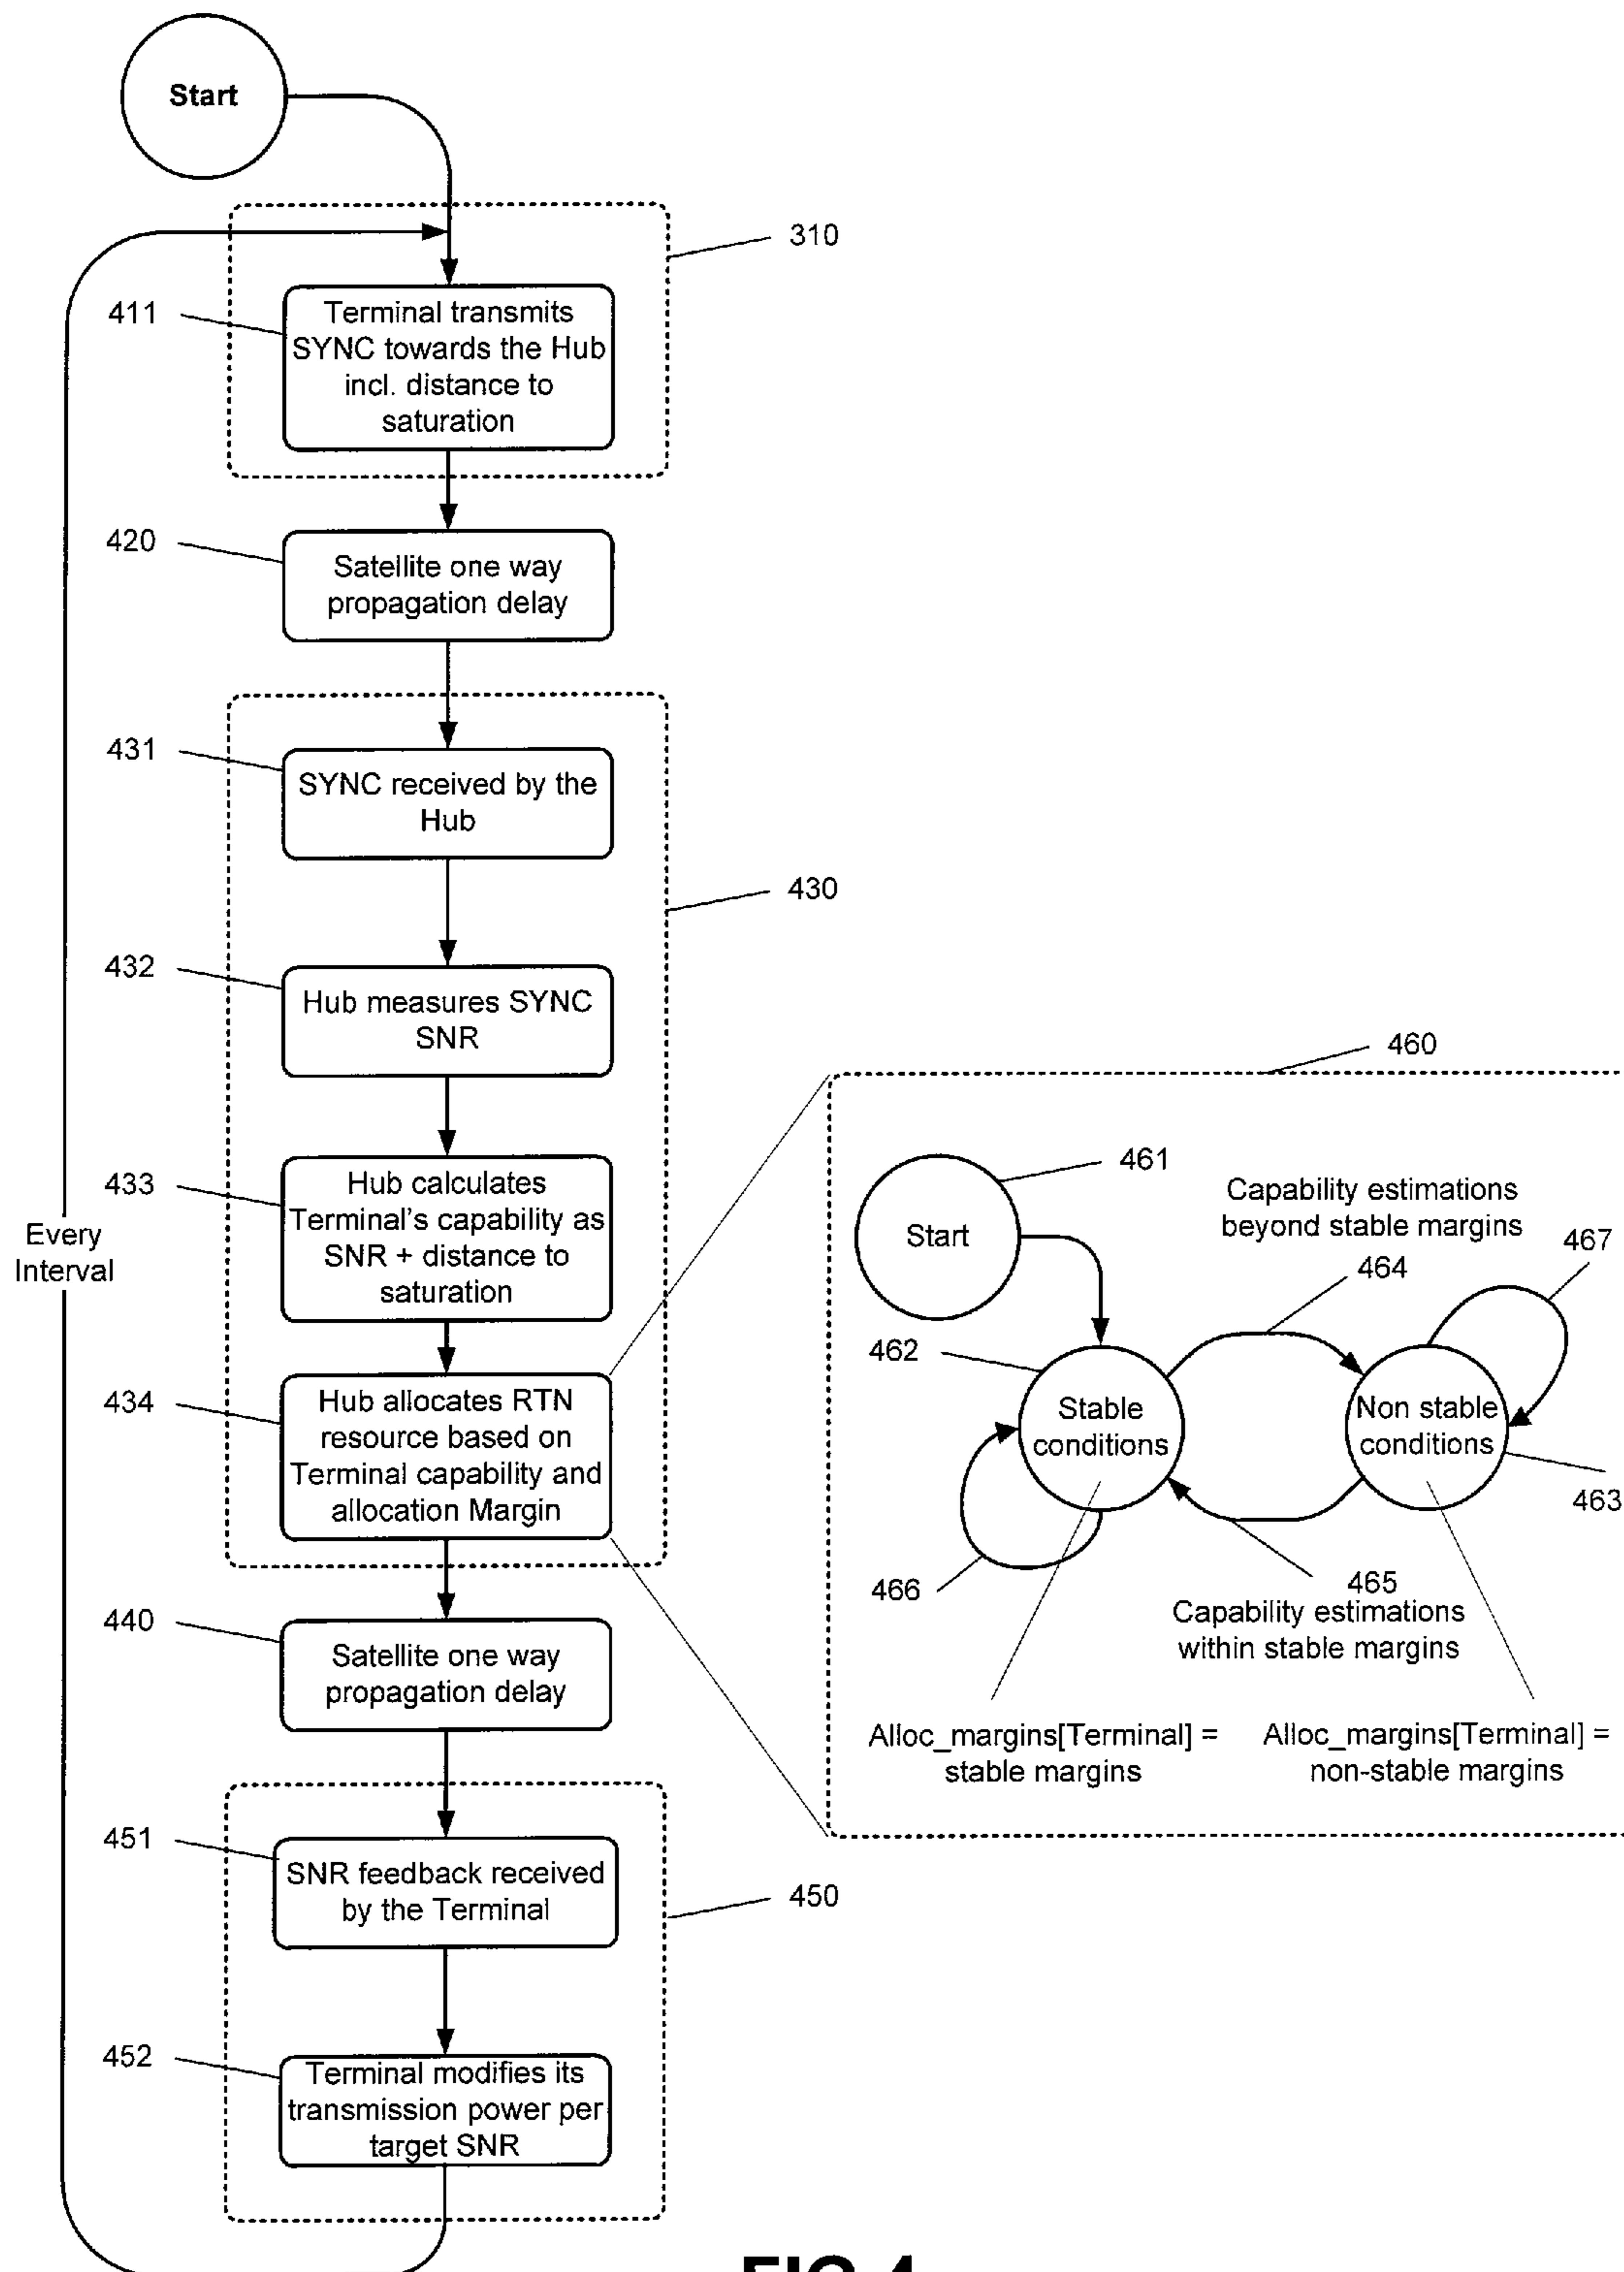 Start
310
411
Terminal transmits
SYNC towards the Hub
incl. distance to
saturation
420
Satellite one way
propagation delay
431
SYNC received by the
Hub
430
432
Hub measures SYNC
SNR
433
Hub calculates
Terminal's capability as
SNR + distance to
saturation
Every
Interval
434
Hub allocates RTN
resource based on
Terminal capability and
allocation Margin
440
Satellite one way
propagation delay
451
SNR feedback received
by the Terminal
450
452
Terminal modifies its
transmission power per
target SNR
460
461
Start
Capability estimations
beyond stable margins
464
467
462
Stable
conditions
Non stable
conditions
463
466
465
Capability estimations
within stable margins
Alloc_margins[Terminal] =
stable margins
Alloc_margins[Terminal] =
non-stable margins